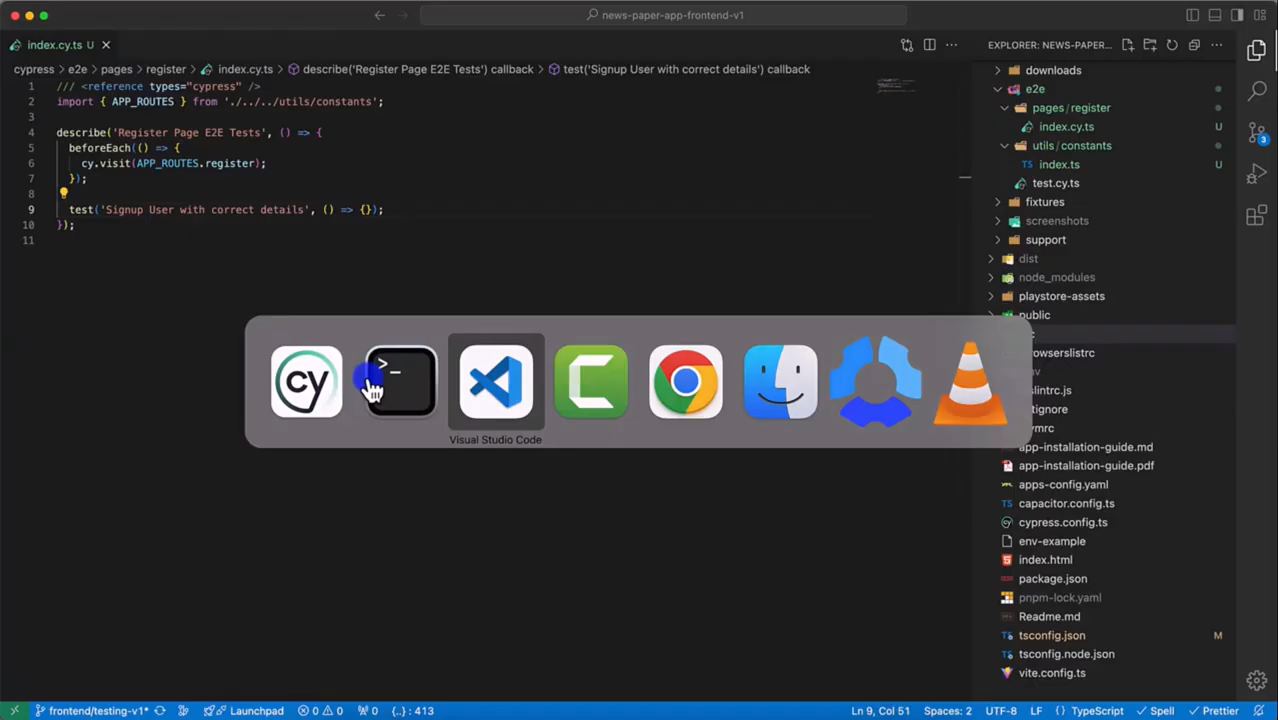 news-paper-app-frontend-v1
index.cy.ts U
EXPLORER: NEWS-PAPER...
cypress > e2e > pages > register > index.cy.ts > describe('Register Page E2E Tests') callback > test('Signup User with correct details') callback
1 /// <reference types="cypress" />
2 import { APP_ROUTES } from './../../utils/constants';
3
4 describe('Register Page E2E Tests', () => {
5 beforeEach(() => {
6 cy.visit(APP_ROUTES.register);
7 });
8
9 test('Signup User with correct details', () => {});
10 });
11
downloads
e2e
pages/register
index.cy.ts U
utils/constants
TS index.ts U
test.cy.ts
fixtures
screenshots
support
dist
node_modules
playstore-assets
public
3
cy
>_
Visual Studio Code
app-installation-guide.md
app-installation-guide.pdf
apps-config.yaml
TS capacitor.config.ts
cypress.config.ts
env-example
index.html
package.json
pnpm-lock.yaml
Readme.md
tsconfig.json M
tsconfig.node.json
vite.config.ts
frontend/testing-v1* Launchpad 0 0 0 {..} : 413 Ln 9, Col 51 Spaces: 2 UTF-8 LF { } TypeScript Spell Prettier